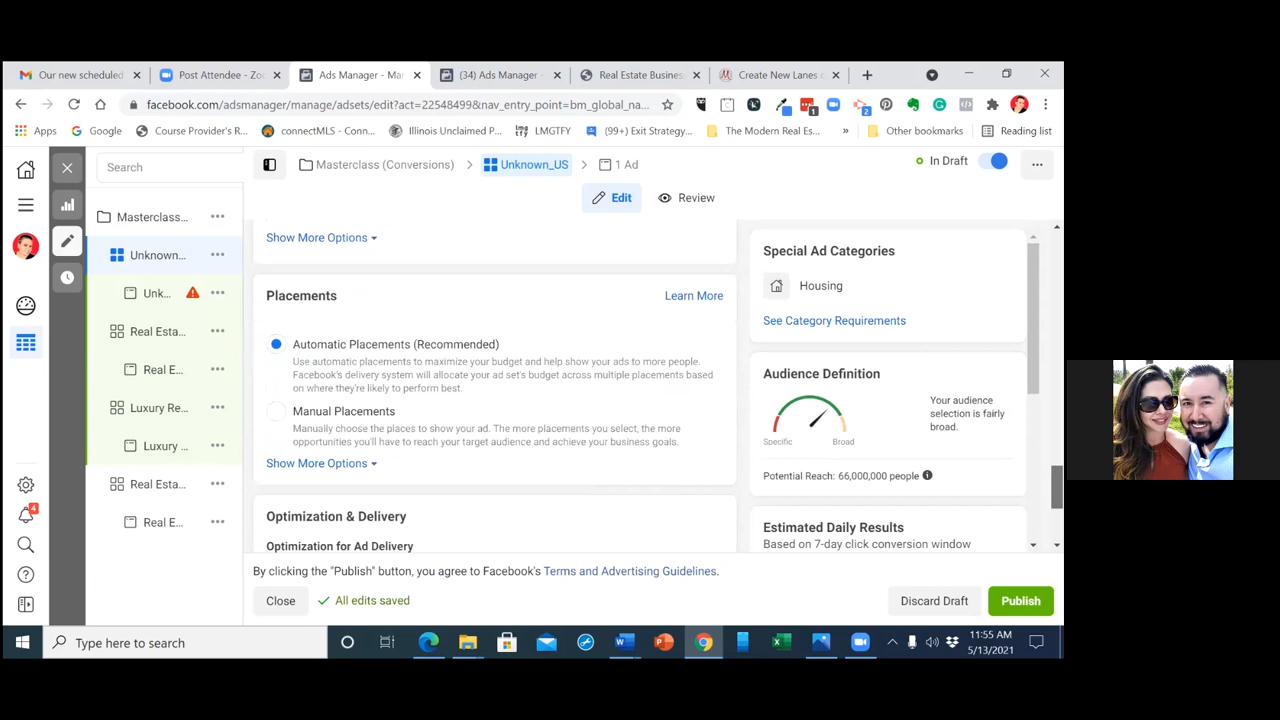 Our new scheduled
Post Attendee - Zo
Ads Manager - Ma
(34) Ads Manager -
Real Estate Busines
Create New Lanes o
facebook.com/adsmanager/manage/adsets/edit?act=22548499&nav_entry_point=bm_global_na...
1
2
Apps
Google
Course Provider's R...
connectMLS - Conn...
Illinois Unclaimed P...
LMGTFY
(99+) Exit Strategy...
The Modern Real Es...
»
Other bookmarks
Reading list
Search
Masterclass (Conversions)
Unknown_US
1 Ad
In Draft
Edit
Review
Masterclass...
Unknown...
Unk...
Real Esta...
Real E...
Luxury Re...
Luxury ...
Real Esta...
Real E...
4
Show More Options
Placements
Learn More
Automatic Placements (Recommended)
Use automatic placements to maximize your budget and help show your ads to more people.
Facebook's delivery system will allocate your ad set's budget across multiple placements based
on where they're likely to perform best.
Manual Placements
Manually choose the places to show your ad. The more placements you select, the more
opportunities you'll have to reach your target audience and achieve your business goals.
Show More Options
Optimization & Delivery
Optimization for Ad Delivery
Special Ad Categories
Housing
See Category Requirements
Audience Definition
Specific
Broad
Your audience
selection is fairly
broad.
Potential Reach: 66,000,000 people
Estimated Daily Results
Based on 7-day click conversion window
By clicking the "Publish" button, you agree to Facebook's Terms and Advertising Guidelines.
Close
All edits saved
Discard Draft
Publish
Type here to search
11:55 AM
5/13/2021